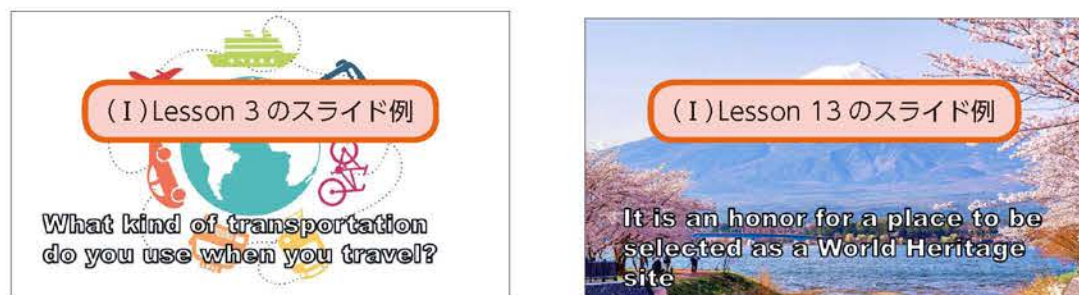 (Ⅰ)Lesson 3 のスライド例
What kind of transportation
do you use when you travel?
(Ⅰ)Lesson 13 のスライド例
It is an honor for a place to be
selected as a World Heritage
site